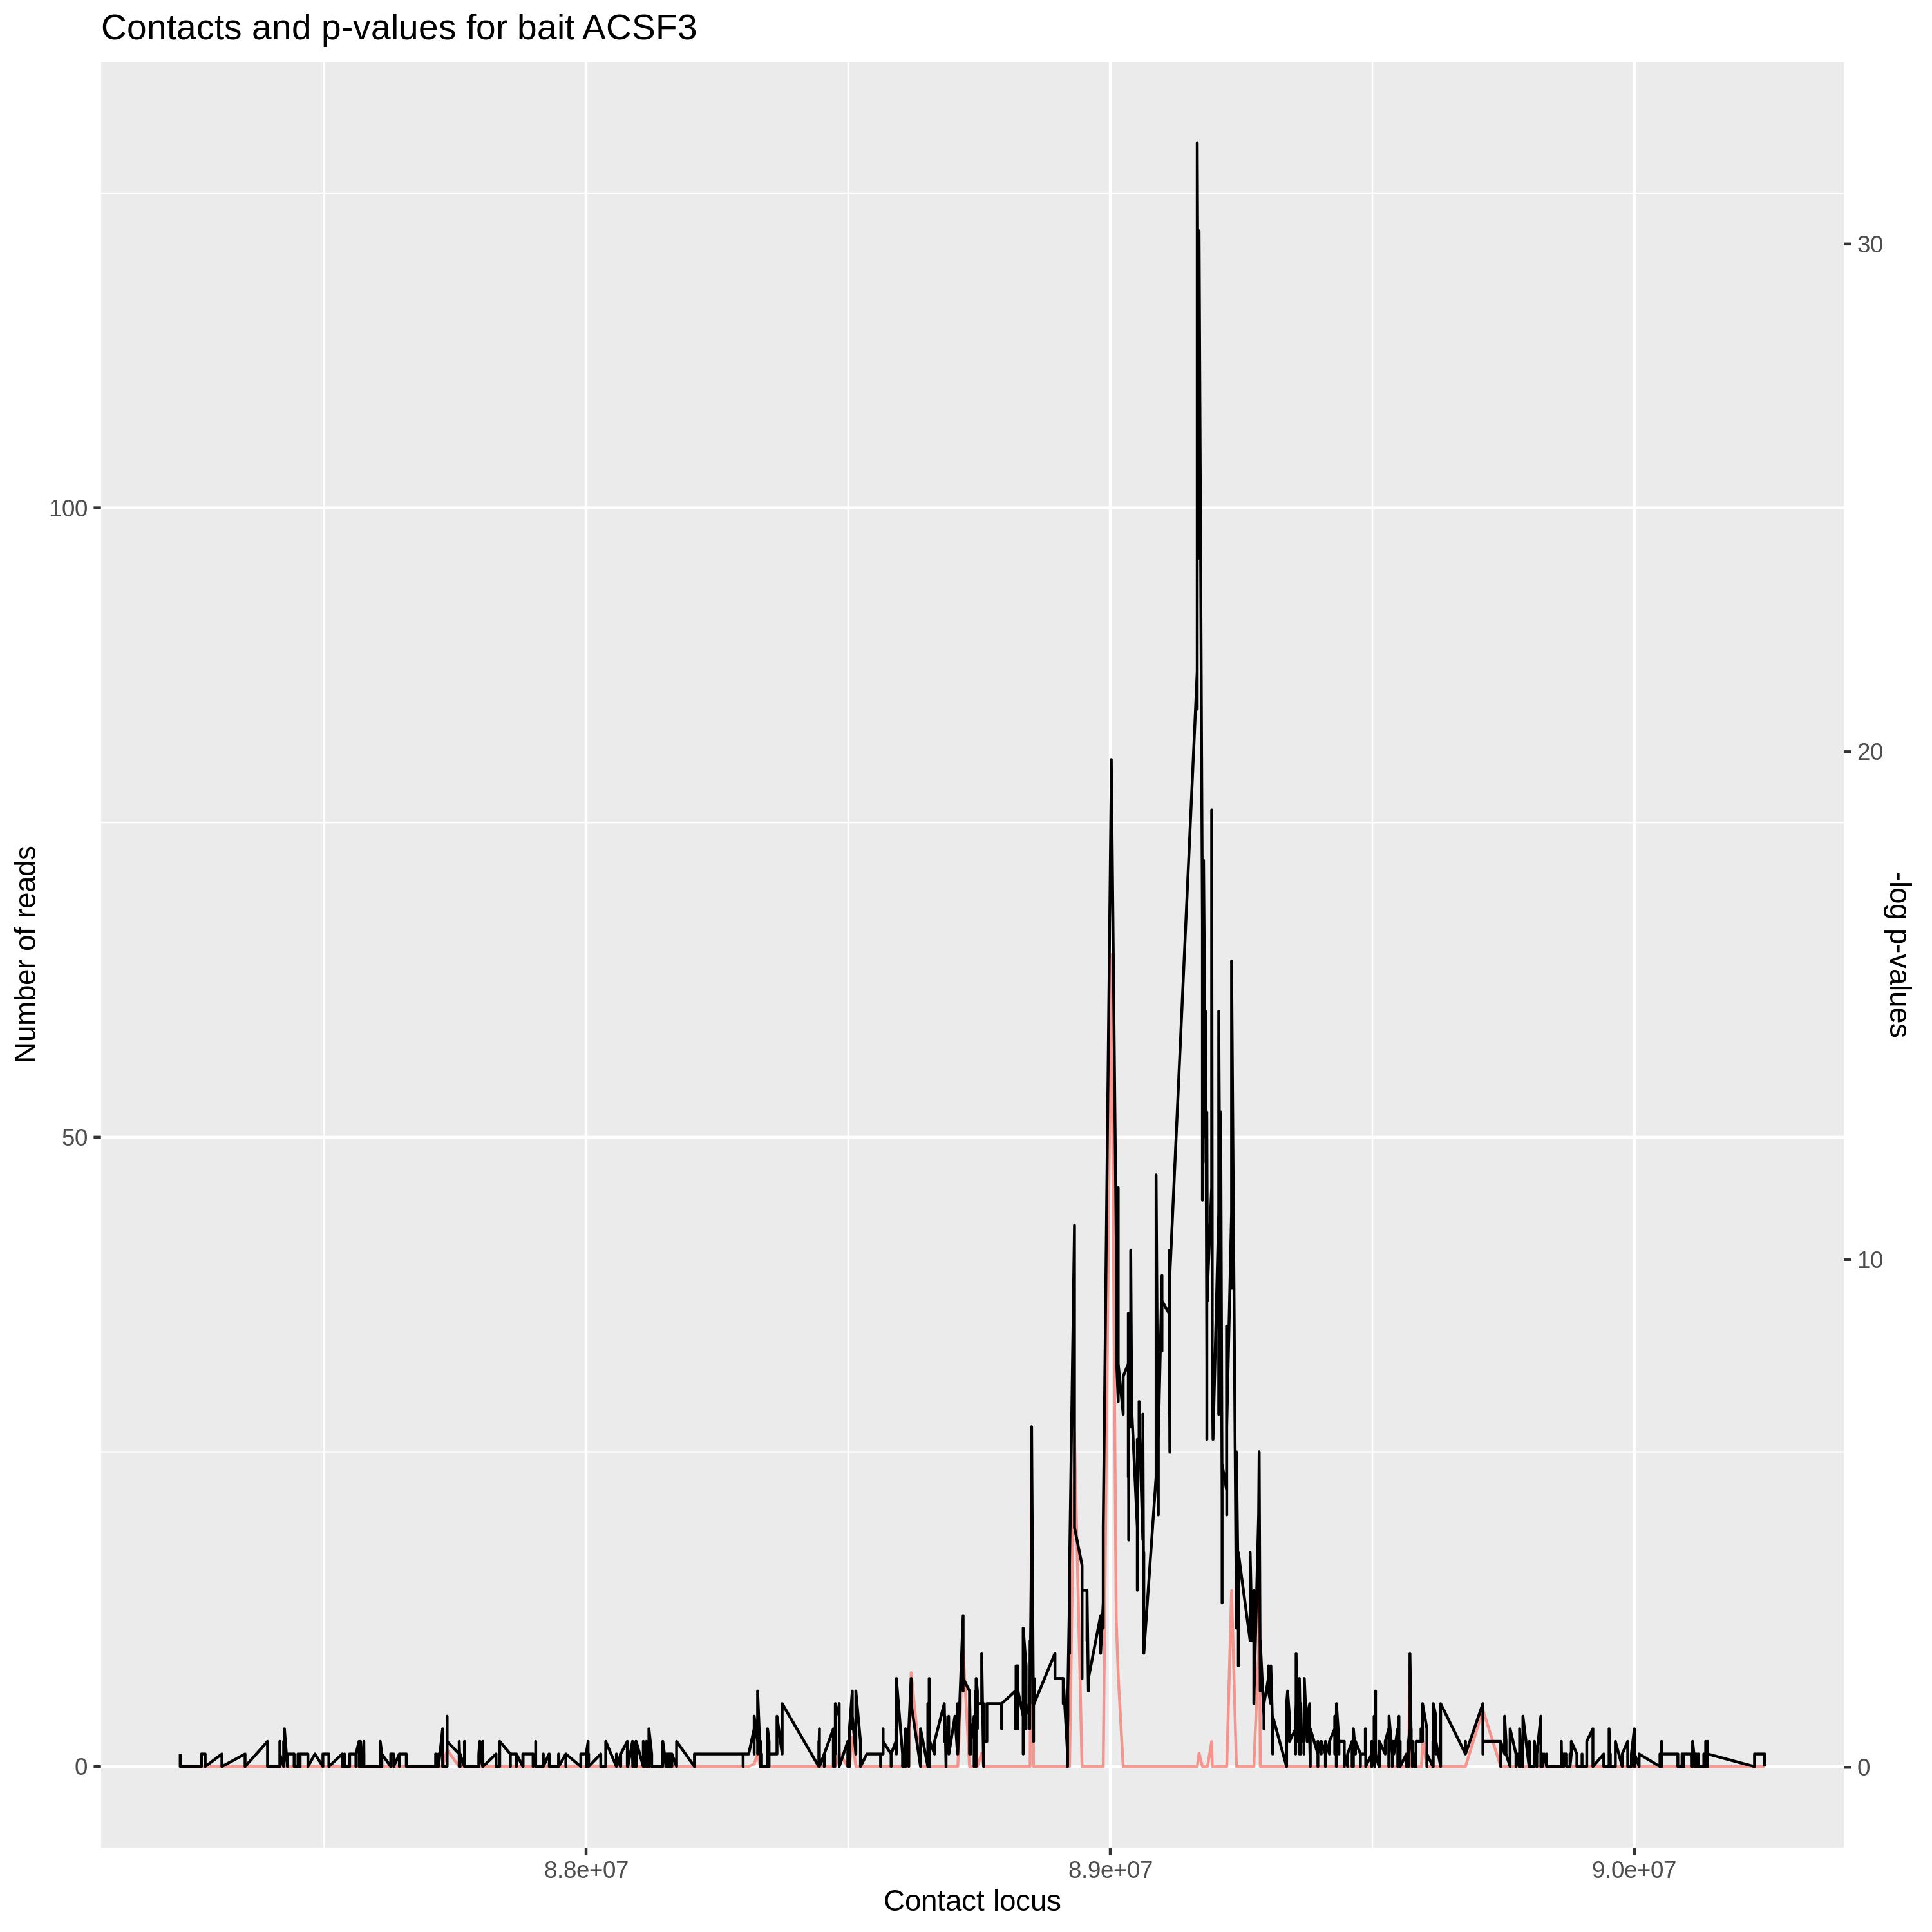 Contacts and p-values for bait ACSF3
Number of reads
100
50
0
30
20
10
0
-log p-values
8.8e+07
8.9e+07
9.0e+07
Contact locus